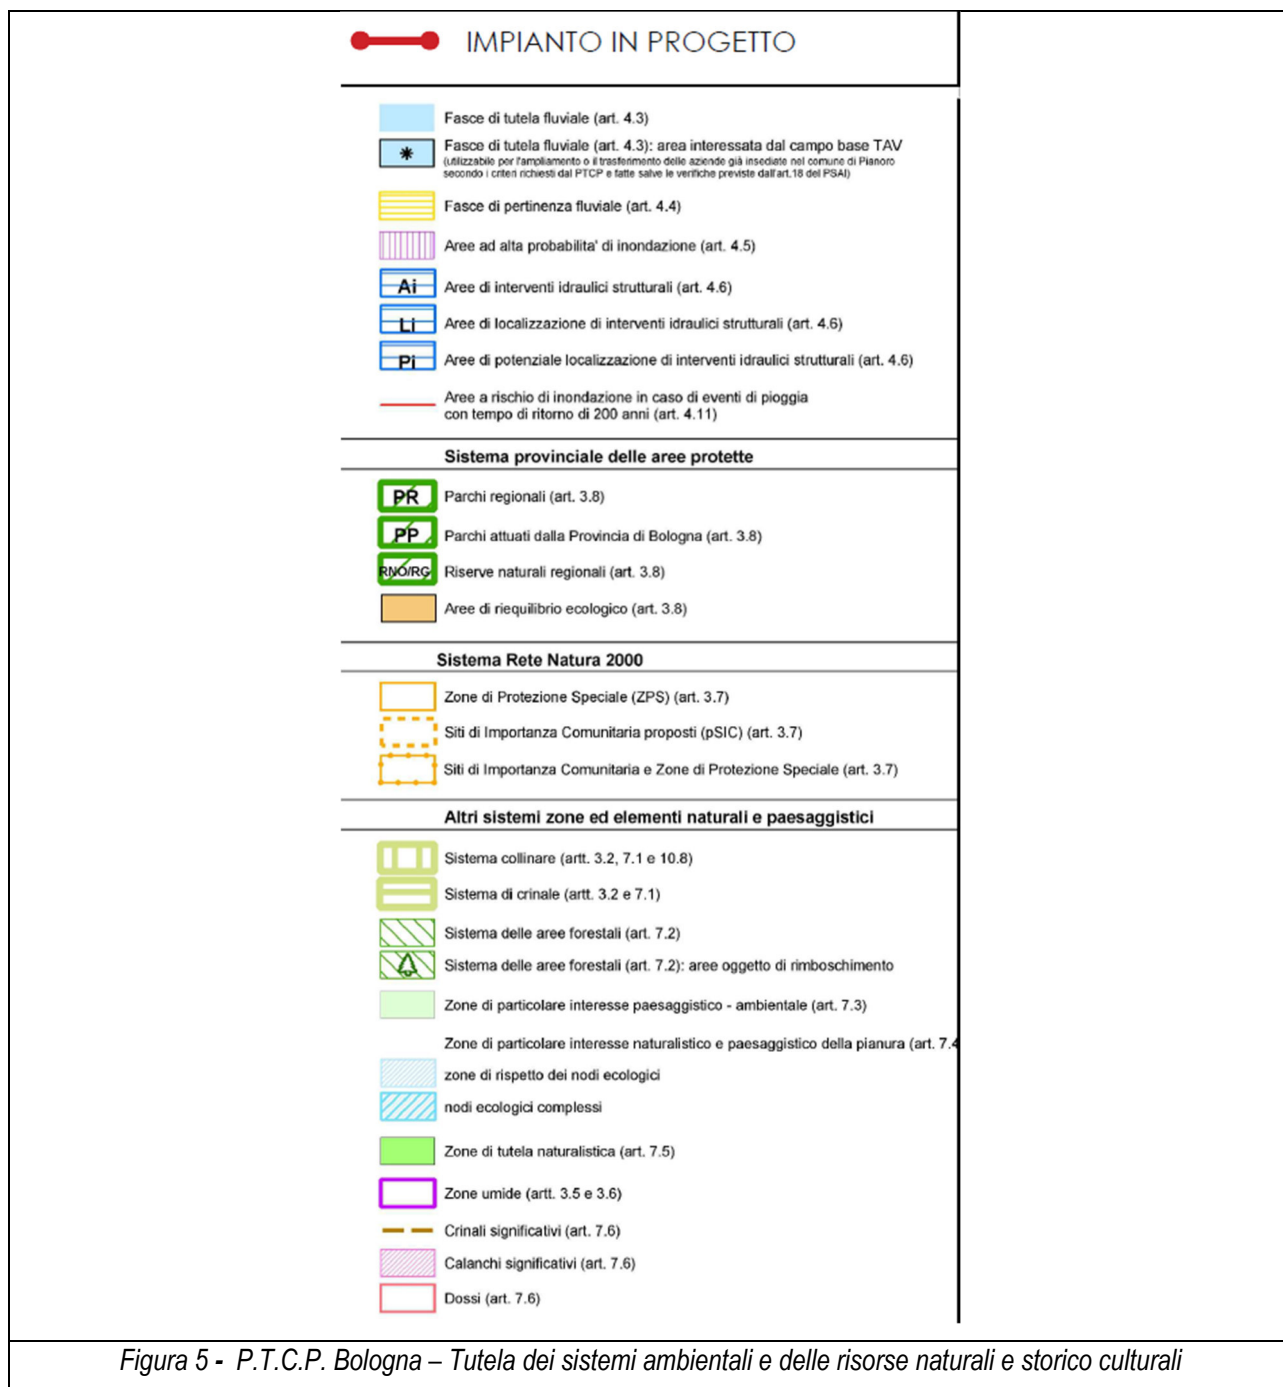 IMPIANTO IN PROGETTO
Fasce di tutela fluviale (art. 4.3)
Fasce di tutela fluviale (art. 4.3): area interessata dal campo base TAV
(utilizzabile per l'ampliamento o il trasferimento delle aziende già insediate nel comune di Pianoro
secondo i criteri richiesti dal PTCP e fatte salve le verifiche previste dall'art.18 del PSAI)
Fasce di pertinenza fluviale (art. 4.4)
Aree ad alta probabilita' di inondazione (art. 4.5)
Ai Aree di interventi idraulici strutturali (art. 4.6)
Li Aree di localizzazione di interventi idraulici strutturali (art. 4.6)
Pi Aree di potenziale localizzazione di interventi idraulici strutturali (art. 4.6)
Aree a rischio di inondazione in caso di eventi di pioggia
con tempo di ritorno di 200 anni (art. 4.11)
Sistema provinciale delle aree protette
PR Parchi regionali (art. 3.8)
PP Parchi attuati dalla Provincia di Bologna (art. 3.8)
RNO/RG Riserve naturali regionali (art. 3.8)
Aree di riequilibrio ecologico (art. 3.8)
Sistema Rete Natura 2000
Zone di Protezione Speciale (ZPS) (art. 3.7)
Siti di Importanza Comunitaria proposti (pSIC) (art. 3.7)
Siti di Importanza Comunitaria e Zone di Protezione Speciale (art. 3.7)
Altri sistemi zone ed elementi naturali e paesaggistici
Sistema collinare (artt. 3.2, 7.1 e 10.8)
Sistema di crinale (artt. 3.2 e 7.1)
Sistema delle aree forestali (art. 7.2)
Sistema delle aree forestali (art. 7.2): aree oggetto di rimboschimento
Zone di particolare interesse paesaggistico - ambientale (art. 7.3)
Zone di particolare interesse naturalistico e paesaggistico della pianura (art. 7.4
zone di rispetto dei nodi ecologici
nodi ecologici complessi
Zone di tutela naturalistica (art. 7.5)
Zone umide (artt. 3.5 e 3.6)
Crinali significativi (art. 7.6)
Calanchi significativi (art. 7.6)
Dossi (art. 7.6)
Figura 5 - P.T.C.P. Bologna – Tutela dei sistemi ambientali e delle risorse naturali e storico culturali